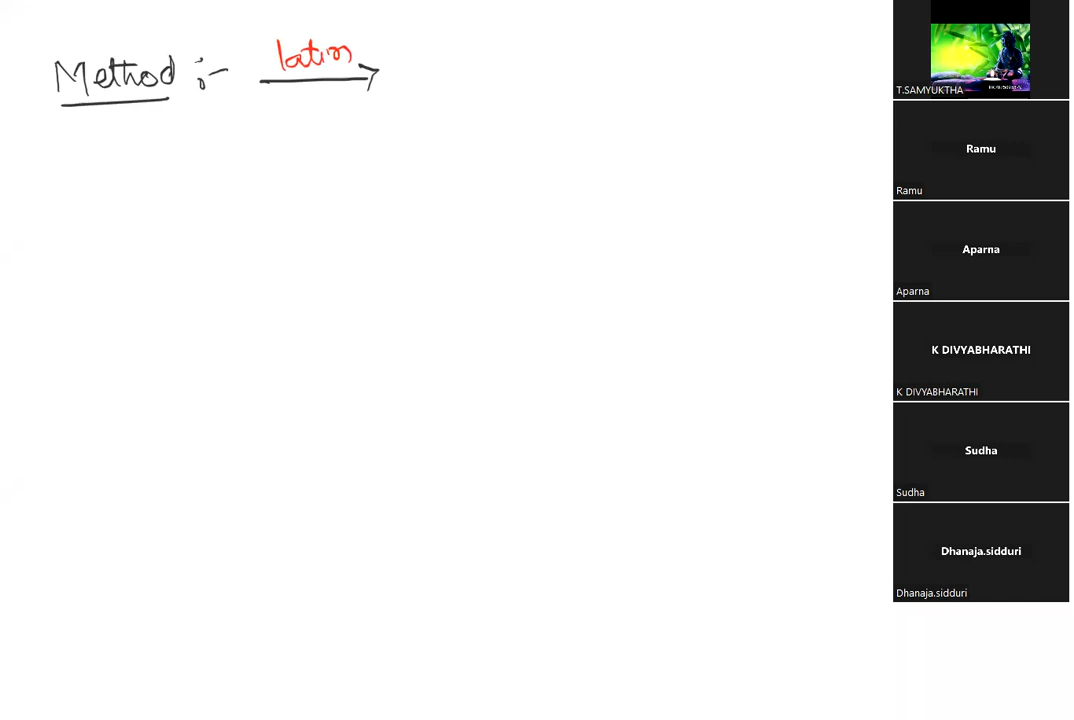 Method :- latin
T.SAMYUKTHA
Ramu
Ramu
Aparna
Aparna
K DIVYABHARATHI
K DIVYABHARATHI
Sudha
Sudha
Dhanaja.sidduri
Dhanaja.sidduri